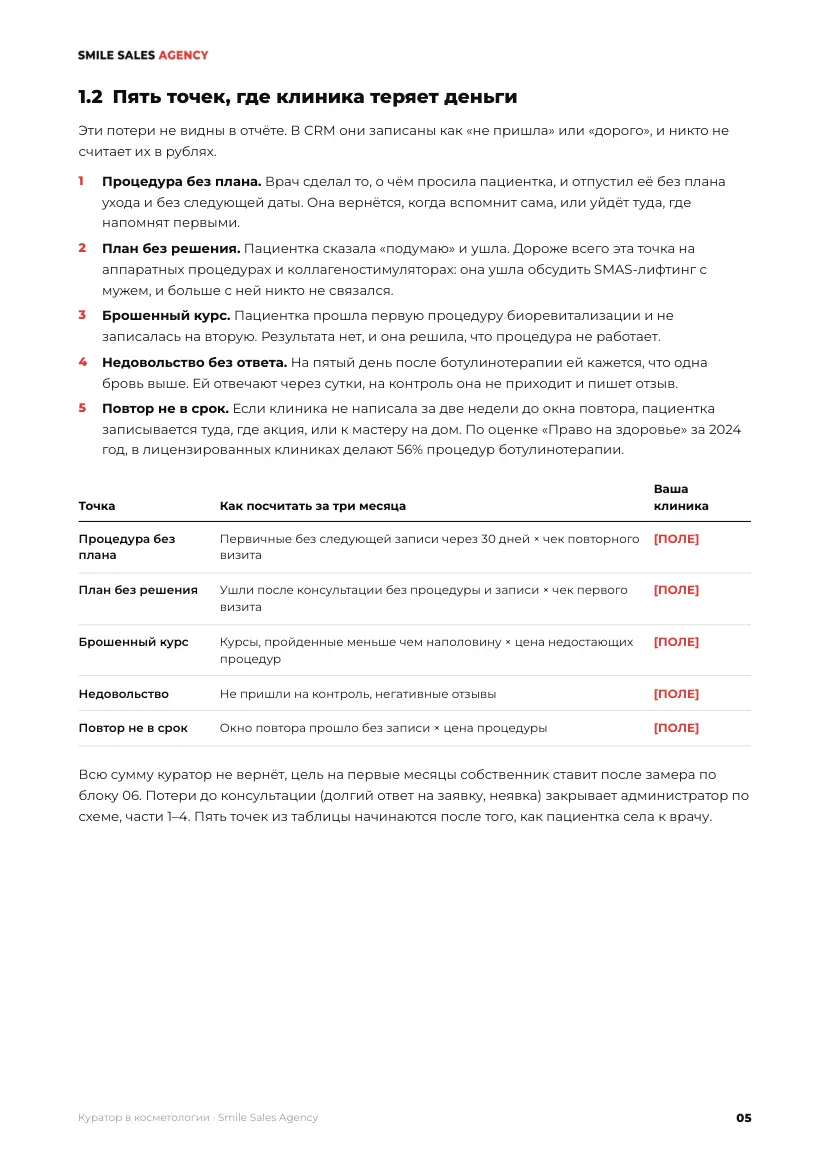 SMILE SALES AGENCY
1.2 Пять точек, где клиника теряет деньги
Эти потери не видны в отчёте. В CRM они записаны как «не пришла» или «дорого», и никто не
считает их в рублях.
1 Процедура без плана. Врач сделал то, о чём просила пациентка, и отпустил её без плана
ухода и без следующей даты. Она вернётся, когда вспомнит сама, или уйдёт туда, где
напомнят первыми.
2 План без решения. Пациентка сказала «подумаю» и ушла. Дороже всего эта точка на
аппаратных процедурах и коллагеностимуляторах: она ушла обсудить SMAS-лифтинг с
мужем, и больше с ней никто не связался.
3 Брошенный курс. Пациентка прошла первую процедуру биоревитализации и не
записалась на вторую. Результата нет, и она решила, что процедура не работает.
4 Недовольство без ответа. На пятый день после ботулинотерапии ей кажется, что одна
бровь выше. Ей отвечают через сутки, на контроль она не приходит и пишет отзыв.
5 Повтор не в срок. Если клиника не написала за две недели до окна повтора, пациентка
записывается туда, где акция, или к мастеру на дом. По оценке «Право на здоровье» за 2024
год, в лицензированных клиниках делают 56% процедур ботулинотерапии.
Ваша
Точка Как посчитать за три месяца клиника
Процедура без Первичные без следующей записи через 30 дней × чек повторного [ПОЛЕ]
плана визита
План без решения Ушли после консультации без процедуры и записи × чек первого [ПОЛЕ]
визита
Брошенный курс Курсы, пройденные меньше чем наполовину × цена недостающих [ПОЛЕ]
процедур
Недовольство Не пришли на контроль, негативные отзывы [ПОЛЕ]
Повтор не в срок Окно повтора прошло без записи × цена процедуры [ПОЛЕ]
Всю сумму куратор не вернёт, цель на первые месяцы собственник ставит после замера по
блоку 06. Потери до консультации (долгий ответ на заявку, неявка) закрывает администратор по
схеме, части 1–4. Пять точек из таблицы начинаются после того, как пациентка села к врачу.
Куратор в косметологии · Smile Sales Agency 05